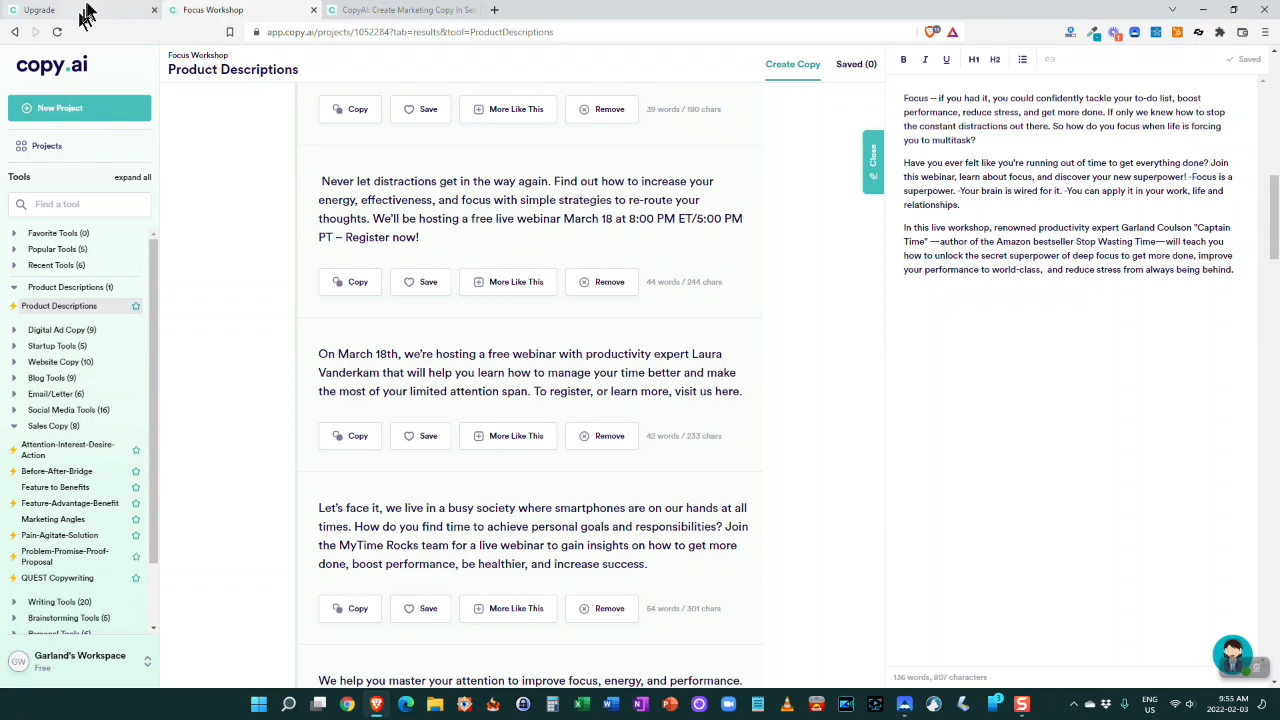 Upgrade
Focus Workshop
CopyAI: Create Marketing Copy In Sec
app.copy.ai/projects/1052284?tab=results&tool=ProductDescriptions
copy.ai
New Project
Projects
Tools
expand all
Find a tool
Favorite Tools (0)
Popular Tools (5)
Recent Tools (6)
Product Descriptions (1)
Product Descriptions
Digital Ad Copy (9)
Startup Tools (5)
Website Copy (10)
Blog Tools (9)
Email/Letter (6)
Social Media Tools (16)
Sales Copy (8)
Attention-Interest-Desire-
Action
Before-After-Bridge
Feature to Benefits
Feature-Advantage-Benefit
Marketing Angles
Pain-Agitate-Solution
Problem-Promise-Proof-
Proposal
QUEST Copywriting
Writing Tools (20)
Brainstorming Tools (5)
Personal Tools (6)
GW
Garland's Workspace
Free
Focus Workshop
Product Descriptions
Create Copy
Saved (0)
Copy
Save
More Like This
Remove
39 words / 190 chars
Never let distractions get in the way again. Find out how to increase your
energy, effectiveness, and focus with simple strategies to re-route your
thoughts. We'll be hosting a free live webinar March 18 at 8:00 PM ET/5:00 PM
PT – Register now!
Copy
Save
More Like This
Remove
44 words / 244 chars
On March 18th, we're hosting a free webinar with productivity expert Laura
Vanderkam that will help you learn how to manage your time better and make
the most of your limited attention span. To register, or learn more, visit us here.
Copy
Save
More Like This
Remove
42 words / 233 chars
Let's face it, we live in a busy society where smartphones are on our hands at all
times. How do you find time to achieve personal goals and responsibilities? Join
the MyTime Rocks team for a live webinar to gain insights on how to get more
done, boost performance, be healthier, and increase success.
Copy
Save
More Like This
Remove
54 words / 301 chars
We help you master your attention to improve focus, energy, and performance.
Close
B I U H1 H2
Saved
Focus -- if you had it, you could confidently tackle your to-do list, boost
performance, reduce stress, and get more done. If only we knew how to stop
the constant distractions out there. So how do you focus when life is forcing
you to multitask?
Have you ever felt like you're running out of time to get everything done? Join
this webinar, learn about focus, and discover your new superpower! -Focus is a
superpower. -Your brain is wired for it. -You can apply it in your work, life and
relationships.
In this live workshop, renowned productivity expert Garland Coulson "Captain
Time" —author of the Amazon bestseller Stop Wasting Time—will teach you
how to unlock the secret superpower of deep focus to get more done, improve
your performance to world-class, and reduce stress from always being behind.
136 words, 807 characters
ENG
US
9:55 AM
2022-02-03